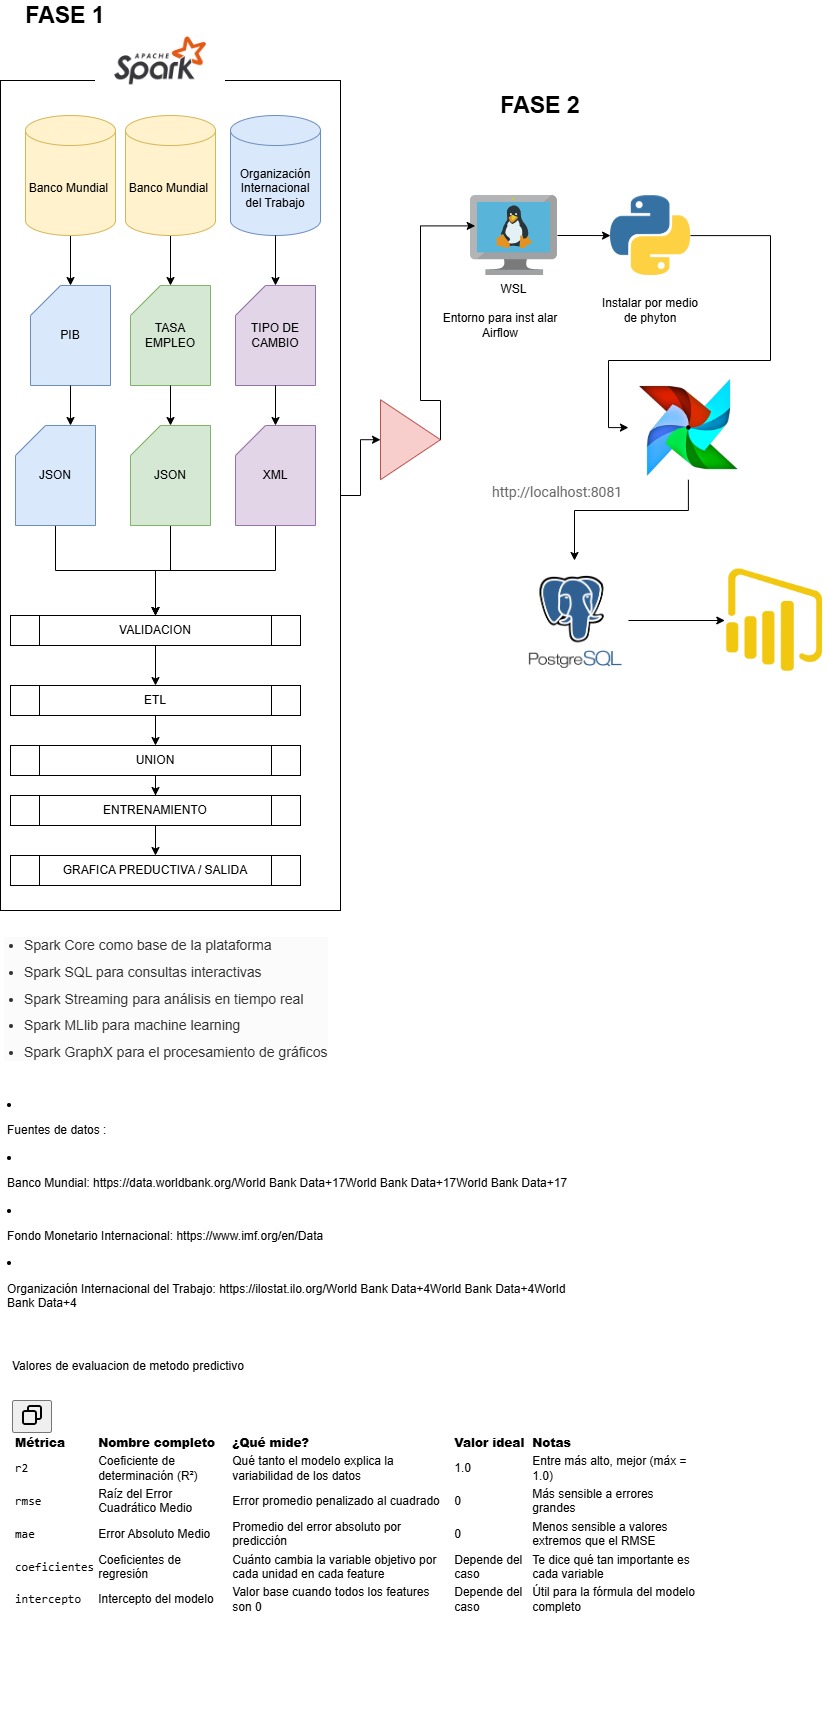 FASE 1
APACHE
Spark
Banco Mundial
Banco Mundial
Organización
Internacional
del Trabajo
PIB
TASA
EMPLEO
TIPO DE
CAMBIO
JSON
JSON
XML
VALIDACION
ETL
UNION
ENTRENAMIENTO
GRAFICA PREDUCTIVA / SALIDA
FASE 2
WSL
Entorno para inst alar
Airflow
Instalar por medio
de phyton
http://localhost:8081
PostgreSQL
• Spark Core como base de la plataforma
• Spark SQL para consultas interactivas
• Spark Streaming para análisis en tiempo real
• Spark MLlib para machine learning
• Spark GraphX para el procesamiento de gráficos
•
Fuentes de datos :
•
Banco Mundial: https://data.worldbank.org/World Bank Data+17World Bank Data+17World Bank Data+17
•
Fondo Monetario Internacional: https://www.imf.org/en/Data
•
Organización Internacional del Trabajo: https://ilostat.ilo.org/World Bank Data+4World Bank Data+4World
Bank Data+4
Valores de evaluacion de metodo predictivo
Métrica Nombre completo ¿Qué mide? Valor ideal Notas
r2 Coeficiente de determinación (R²) Qué tanto el modelo explica la variabilidad de los datos 1.0 Entre más alto, mejor (máx = 1.0)
rmse Raíz del Error Cuadrático Medio Error promedio penalizado al cuadrado 0 Más sensible a errores grandes
mae Error Absoluto Medio Promedio del error absoluto por predicción 0 Menos sensible a valores extremos que el RMSE
coeficientes Coeficientes de regresión Cuánto cambia la variable objetivo por cada unidad en cada feature Depende del caso Te dice qué tan importante es cada variable
intercepto Intercepto del modelo Valor base cuando todos los features son 0 Depende del caso Útil para la fórmula del modelo completo